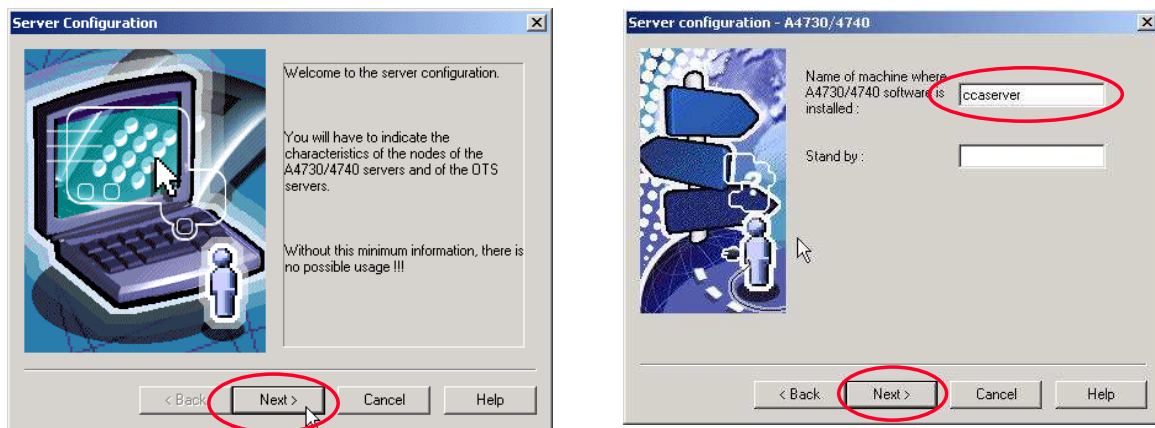 Server Configuration
Welcome to the server configuration.
You will have to indicate the
characteristics of the nodes of the
A4730/4740 servers and of the OTS
servers.
Without this minimum information, there is
no possible usage !!!
< Back
Next >
Cancel
Help
Server configuration - A4730/4740
Name of machine where
A4730/4740 software is
installed :
ccaserver
Stand by :
< Back
Next >
Cancel
Help